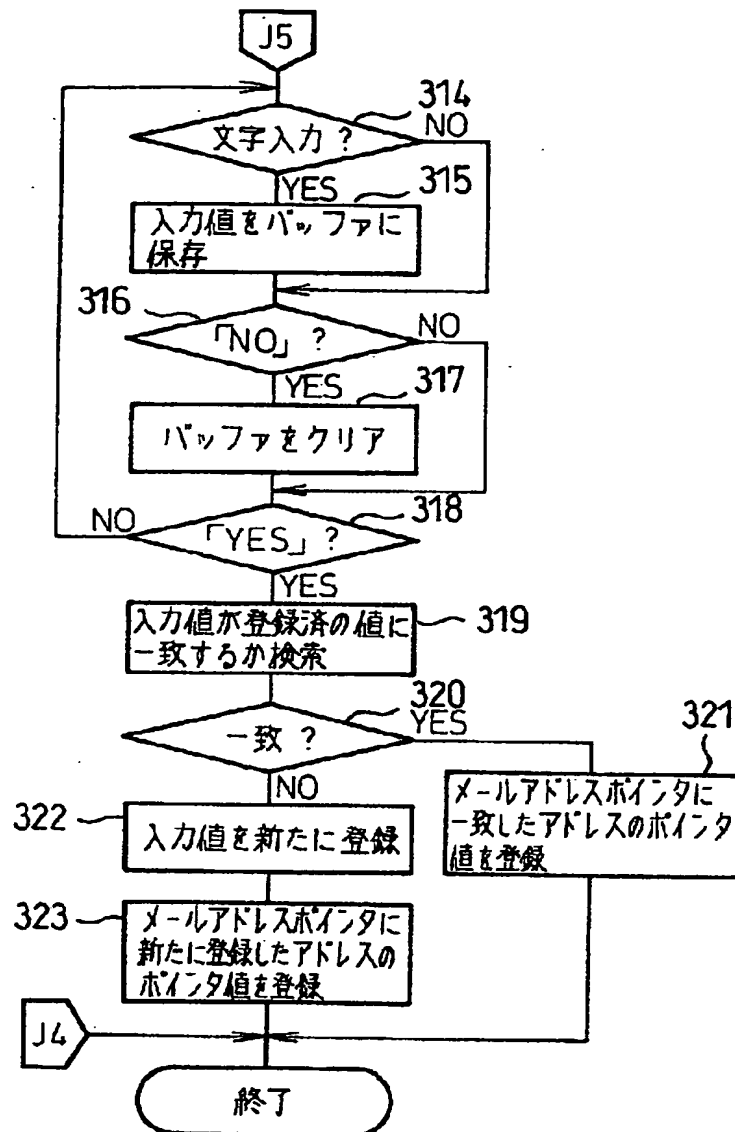 J5
314
文字入力?
NO
YES
315
入力値をバッファに
保存
316
「NO」?
NO
YES
317
バッファをクリア
318
NO
「YES」?
YES
入力値が登録済の値に
一致するか検索
319
320
一致?
YES
321
NO
メールアドレスポインタに
一致したアドレスのポインタ
値を登録
322
入力値を新たに登録
323
メールアドレスポインタに
新たに登録したアドレスの
ポインタ値を登録
J4
終了